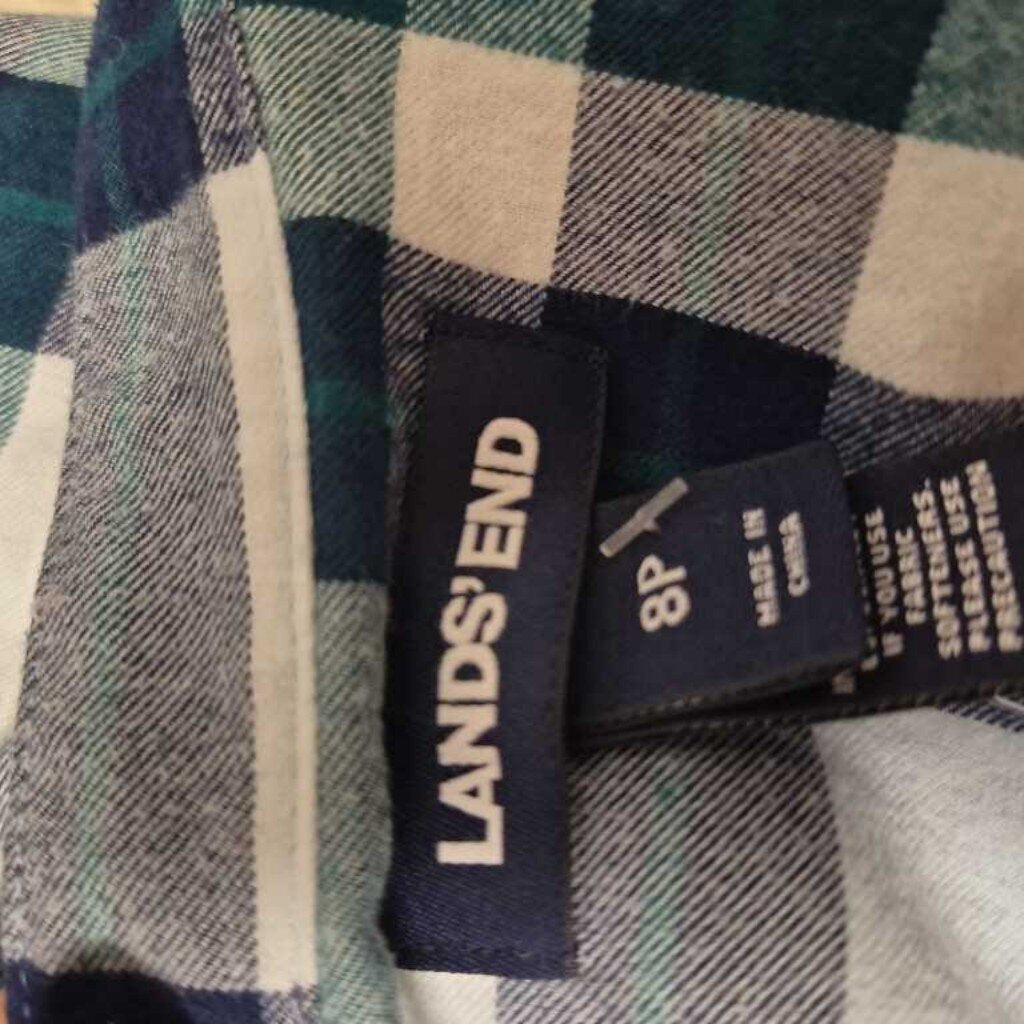 LANDS' END
8P
MADE IN
CHINA
IF YOU USE
FABRIC
SOFTENERS.
PLEASE USE
PRECAUTION